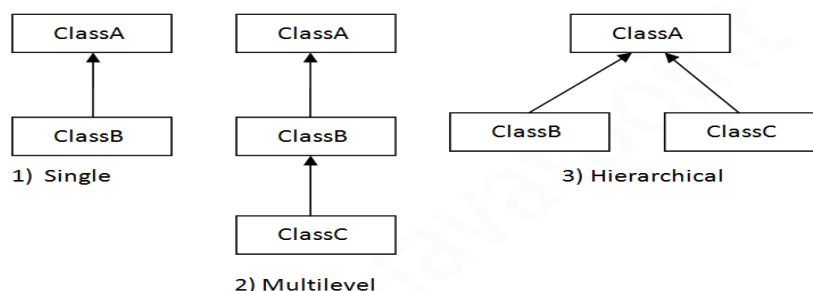 ClassA
ClassB
1) Single
ClassA
ClassB
ClassC
2) Multilevel
ClassA
ClassB
ClassC
3) Hierarchical